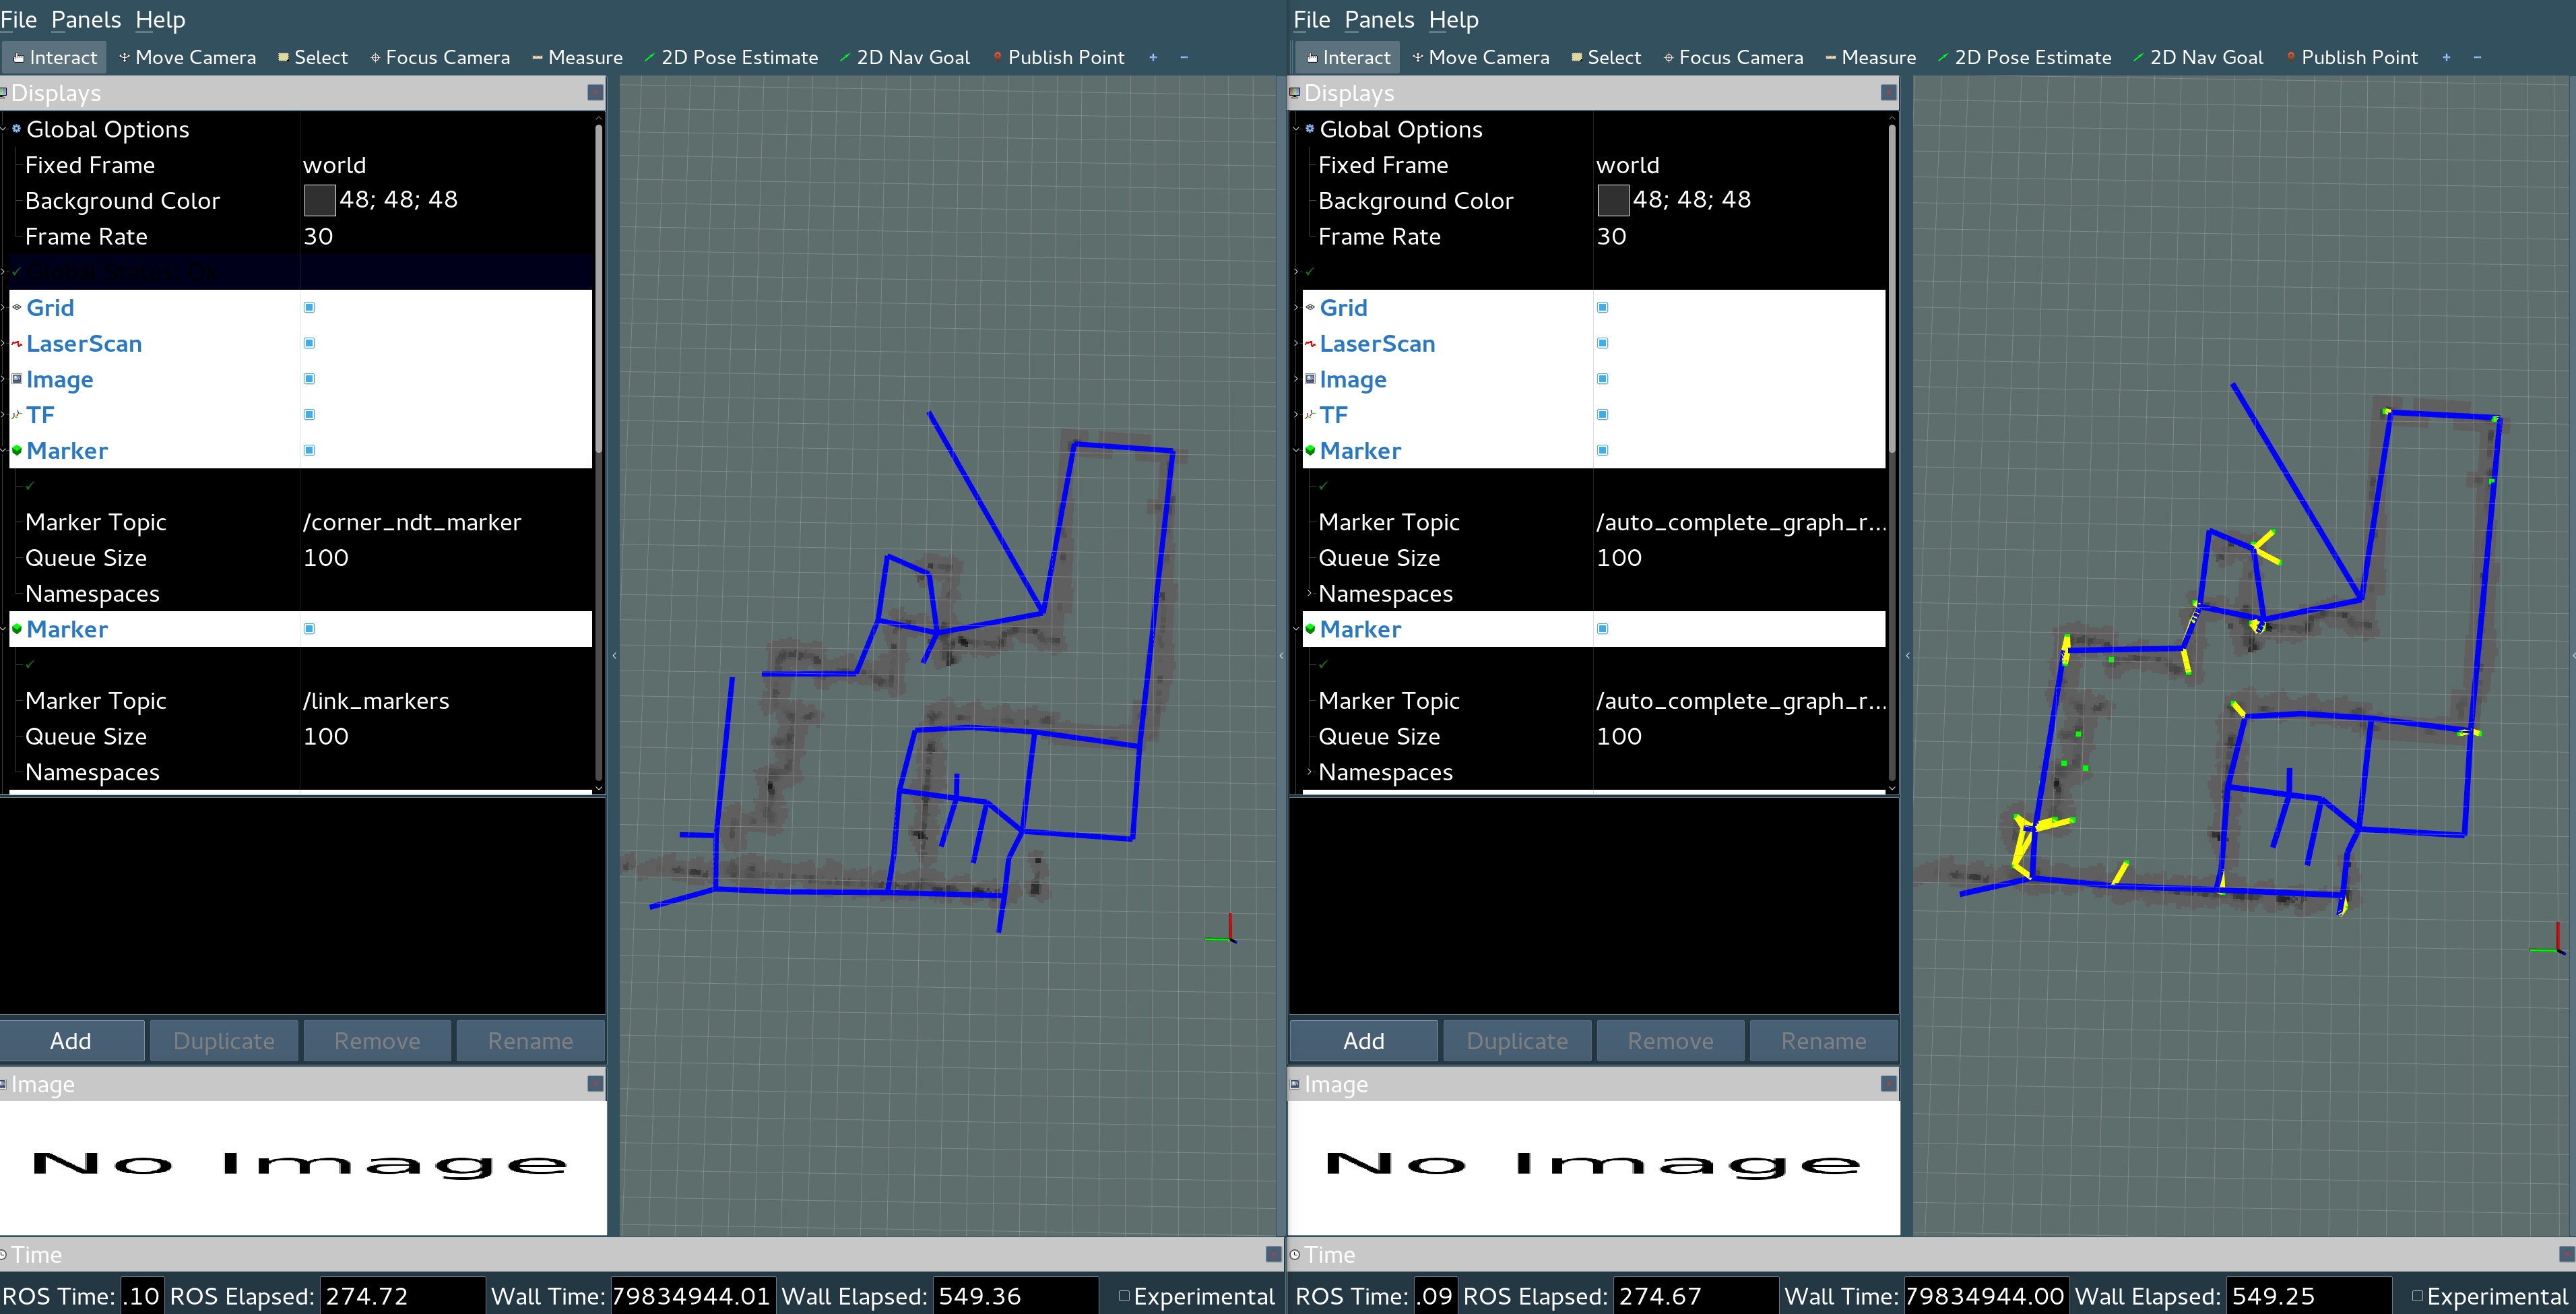 File Panels Help
Interact Move Camera Select Focus Camera Measure 2D Pose Estimate 2D Nav Goal Publish Point + -
Displays
Global Options
Fixed Frame world
Background Color 48; 48; 48
Frame Rate 30
Global Status: Ok
Grid
LaserScan
Image
TF
Marker
Marker Topic /corner_ndt_marker
Queue Size 100
Namespaces
Marker
Marker Topic /link_markers
Queue Size 100
Namespaces
Add Duplicate Remove Rename
Image
No Image
Time
ROS Time: .10 ROS Elapsed: 274.72 Wall Time: 79834944.01 Wall Elapsed: 549.36 Experimental
File Panels Help
Interact Move Camera Select Focus Camera Measure 2D Pose Estimate 2D Nav Goal Publish Point + -
Displays
Global Options
Fixed Frame world
Background Color 48; 48; 48
Frame Rate 30
Grid
LaserScan
Image
TF
Marker
Marker Topic /auto_complete_graph_r...
Queue Size 100
Namespaces
Marker
Marker Topic /auto_complete_graph_r...
Queue Size 100
Namespaces
Add Duplicate Remove Rename
Image
No Image
Time
ROS Time: .09 ROS Elapsed: 274.67 Wall Time: 79834944.00 Wall Elapsed: 549.25 Experimental